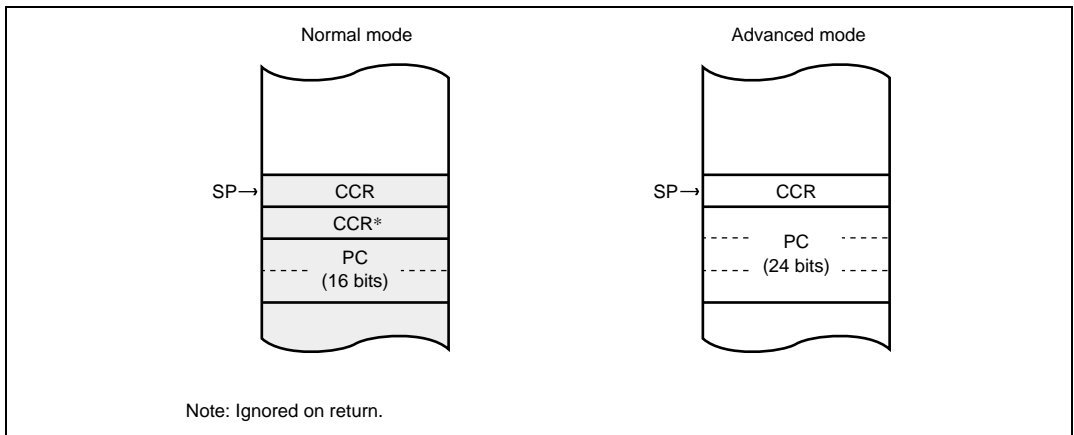 Normal mode
SP→
CCR
CCR*
PC
(16 bits)
Advanced mode
SP→
CCR
PC
(24 bits)
Note: Ignored on return.